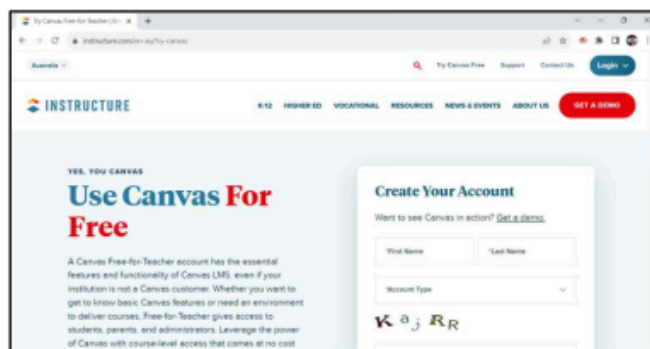 Try Canvas Free-for-Teacher |
instructure.com/en-au/try-canvas
Australia
Try Canvas Free Support Contact Us Login
INSTRUCTURE
K-12 HIGHER ED VOCATIONAL RESOURCES NEWS & EVENTS ABOUT US GET A DEMO
YES, YOU CANVAS
Use Canvas For
Free
A Canvas Free-for-Teacher account has the essential
features and functionality of Canvas LMS, even if your
institution is not a Canvas customer. Whether you want to
get to know basic Canvas features or need an environment
to deliver courses, Free-for-Teacher gives access to
students, parents, and administrators. Leverage the power
of Canvas with course-level access that comes at no cost
Create Your Account
Want to see Canvas in action? Get a demo.
*First Name *Last Name
*Account Type
K a j R R